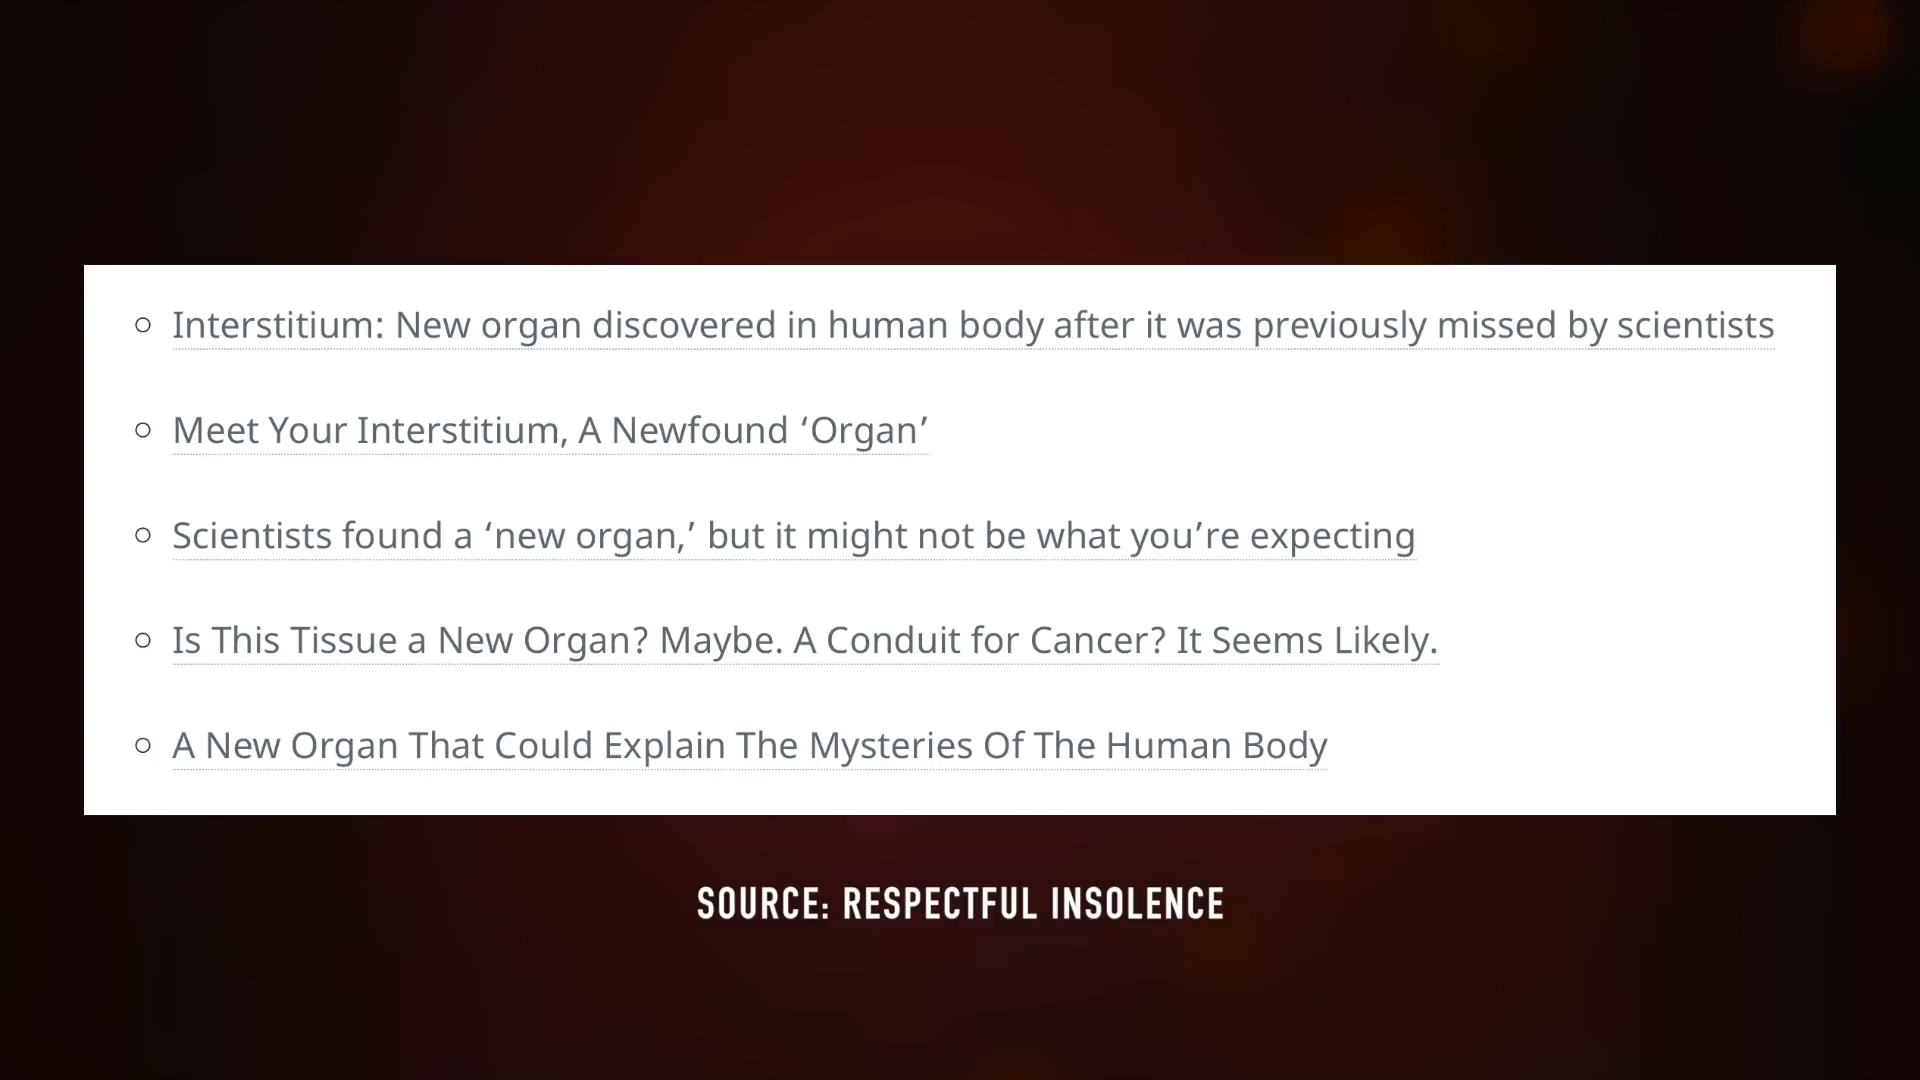 Interstitium: New organ discovered in human body after it was previously missed by scientists
Meet Your Interstitium, A Newfound ‘Organ’
Scientists found a ‘new organ,’ but it might not be what you’re expecting
Is This Tissue a New Organ? Maybe. A Conduit for Cancer? It Seems Likely.
A New Organ That Could Explain The Mysteries Of The Human Body
SOURCE: RESPECTFUL INSOLENCE